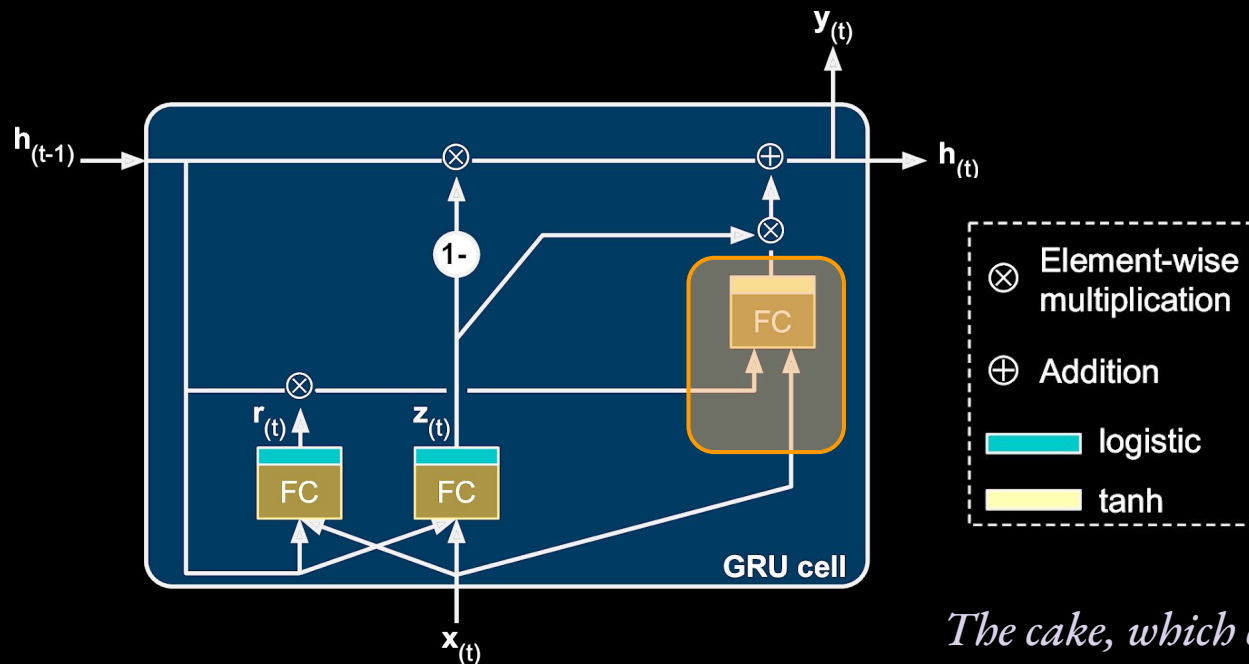 y(t)
h(t-1)
h(t)
1-
FC
r(t)
z(t)
FC
FC
GRU cell
x(t)
Element-wise
multiplication
Addition
logistic
tanh
The cake, which